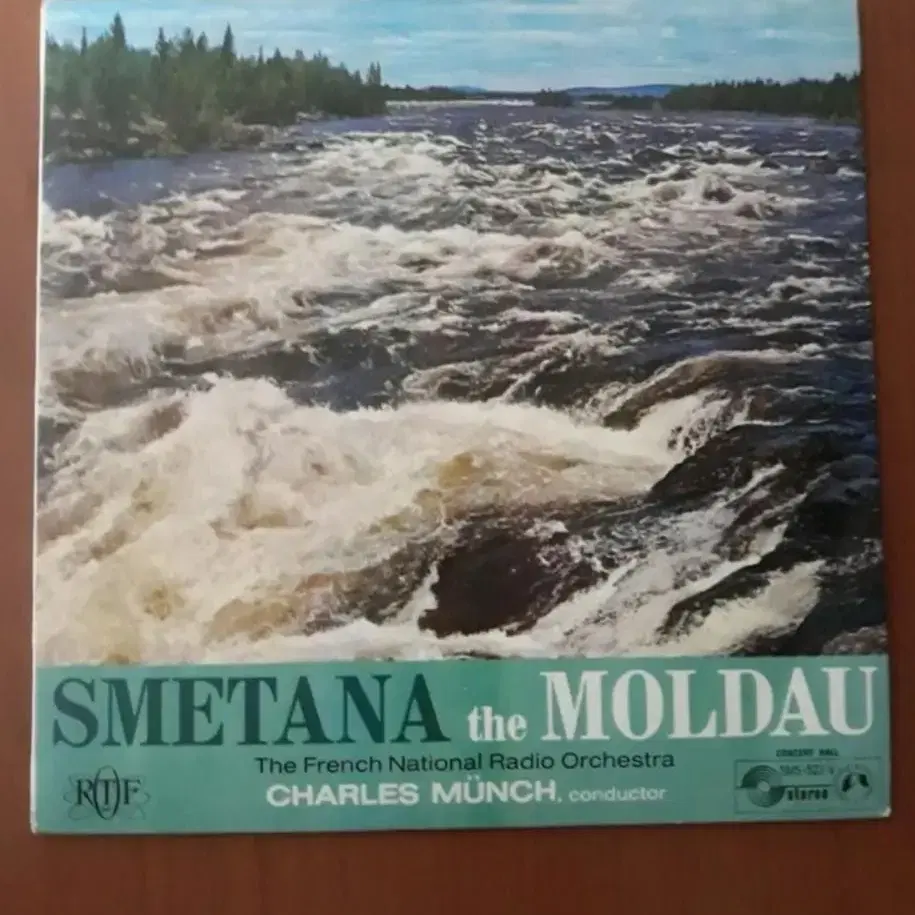 SMETANA the MOLDAU
The French National Radio Orchestra
CHARLES MÜNCH, conductor
RTF
CONCERT HALL
stereo